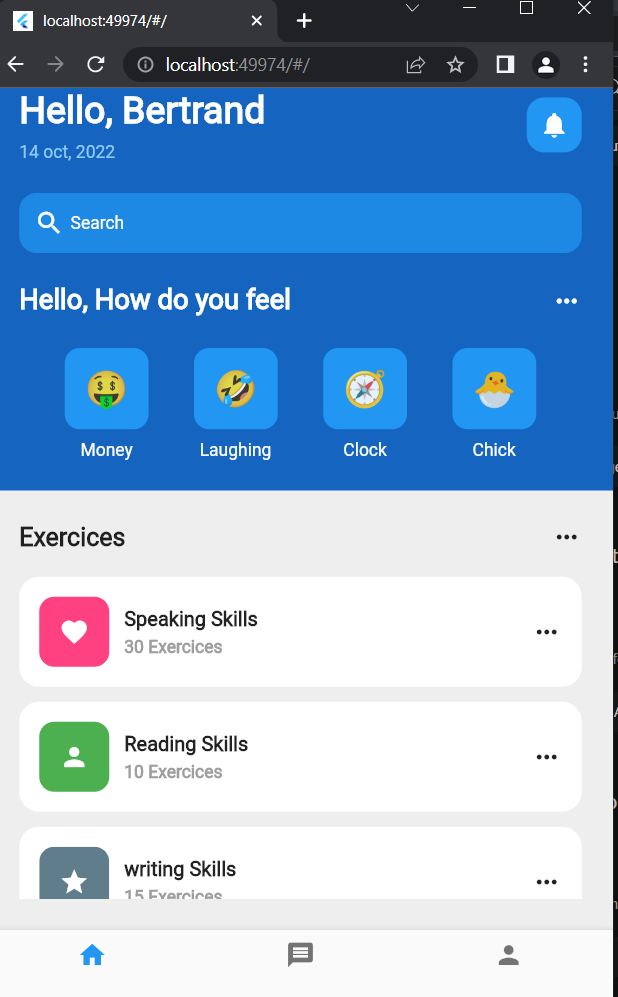 localhost:49974/#/
localhost:49974/#/
Hello, Bertrand
14 oct, 2022
Search
Hello, How do you feel
Money Laughing Clock Chick
Exercices
Speaking Skills
30 Exercices
Reading Skills
10 Exercices
writing Skills
15 Exercices